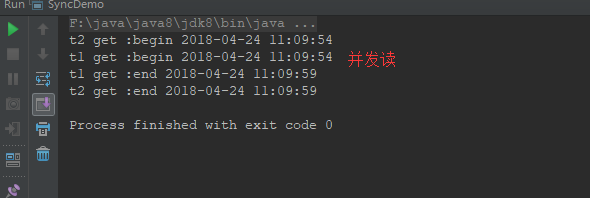 Run SyncDemo
F:\java\java8\jdk8\bin\java ...
t2 get :begin 2018-04-24 11:09:54
t1 get :begin 2018-04-24 11:09:54 并发读
t1 get :end 2018-04-24 11:09:59
t2 get :end 2018-04-24 11:09:59
Process finished with exit code 0